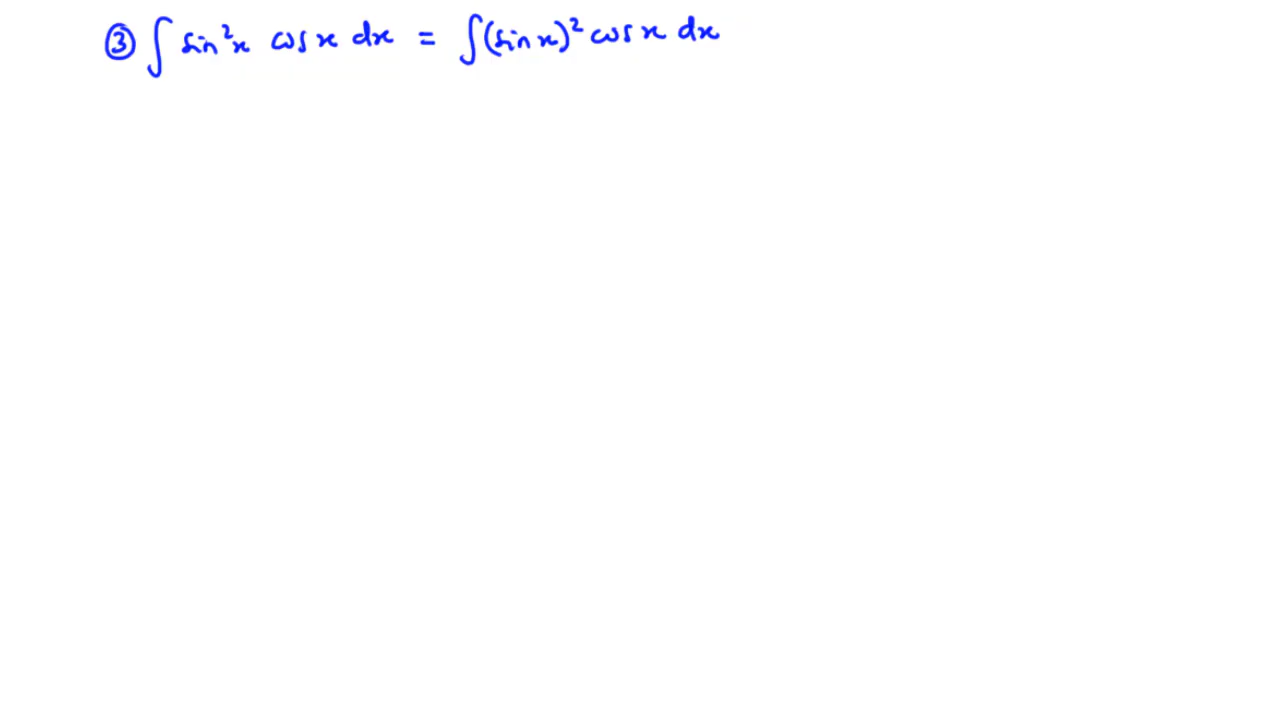 ③ ∫ sin²x cos x dx = ∫(sin x)² cos x dx